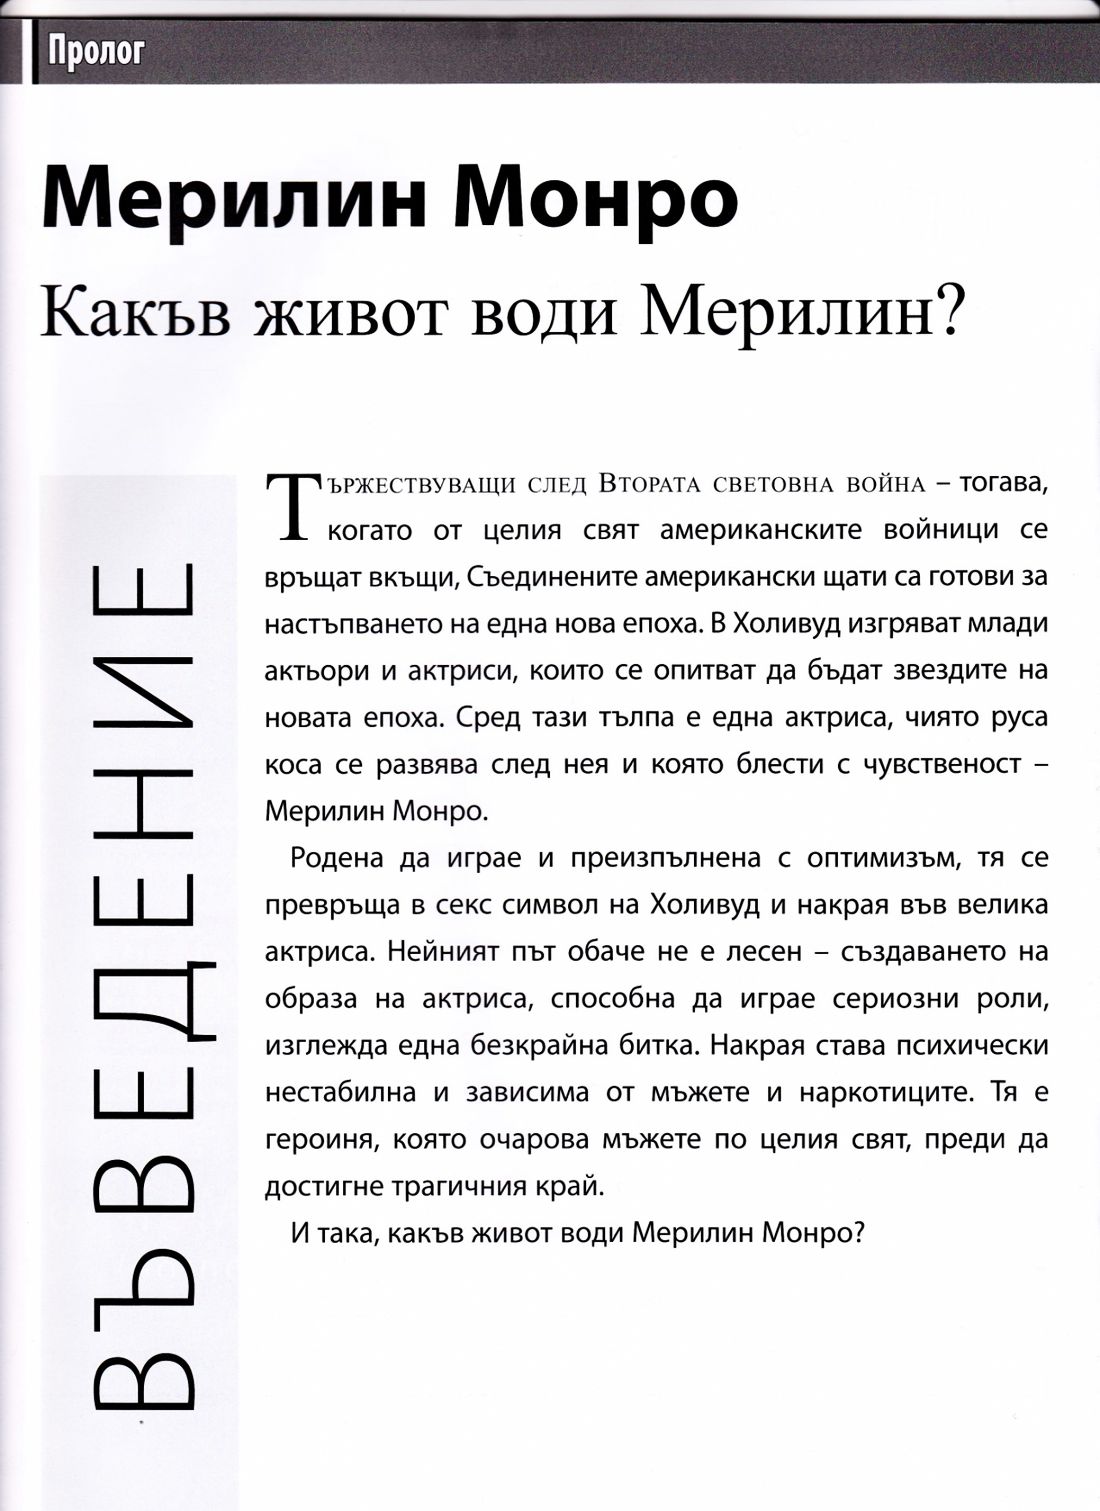 Пролог
Мерилин Монро
Какъв живот води Мерилин?
ВЪВЕДЕНИЕ
Тържествуващи след Втората световна война – тогава,
когато от целия свят американските войници се
връщат вкъщи, Съединените американски щати са готови за
настъпването на една нова епоха. В Холивуд изгряват млади
актьори и актриси, които се опитват да бъдат звездите на
новата епоха. Сред тази тълпа е една актриса, чиято руса
коса се развява след нея и която блести с чувственост –
Мерилин Монро.
Родена да играе и преизпълнена с оптимизъм, тя се
превръща в секс символ на Холивуд и накрая във велика
актриса. Нейният път обаче не е лесен – създаването на
образа на актриса, способна да играе сериозни роли,
изглежда една безкрайна битка. Накрая става психически
нестабилна и зависима от мъжете и наркотиците. Тя е
героиня, която очарова мъжете по целия свят, преди да
достигне трагичния край.
И така, какъв живот води Мерилин Монро?